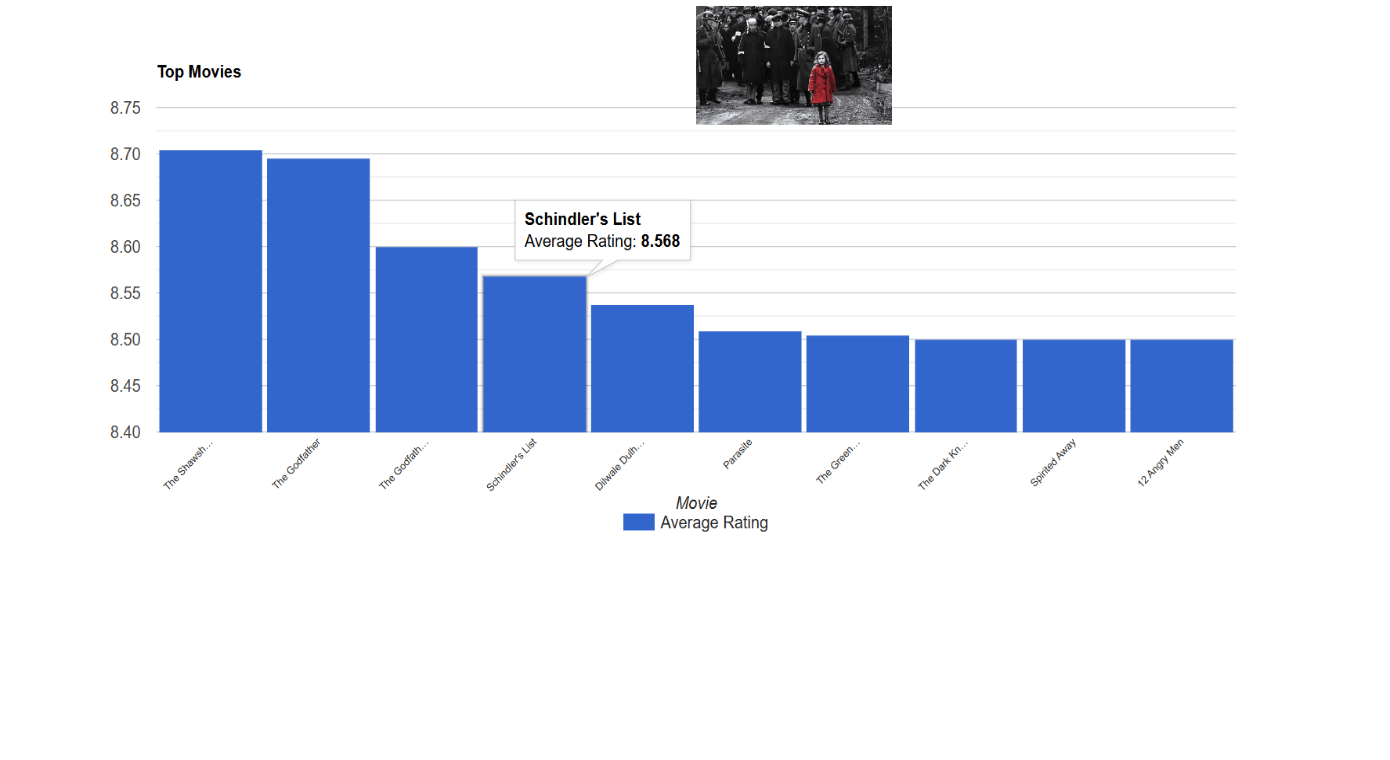 Top Movies
8.75
8.70
8.65
8.60
8.55
8.50
8.45
8.40
Schindler's List
Average Rating: 8.568
The Shawsh…
The Godfather
The Godfath…
Schindler's List
Dilwale Dulh…
Parasite
The Green…
The Dark Kn…
Spirited Away
12 Angry Men
Movie
Average Rating